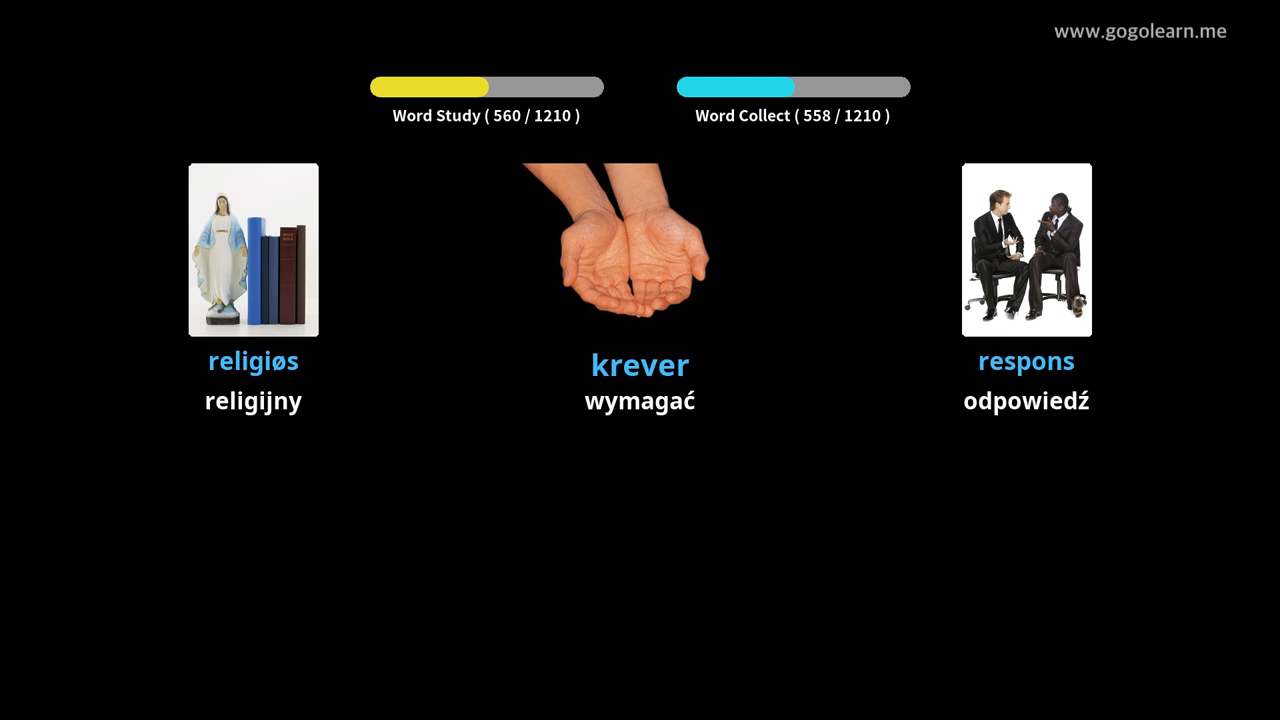 www.gogolearn.me
Word Study ( 560 / 1210 )
Word Collect ( 558 / 1210 )
religiøs
religijny
krever
wymagać
respons
odpowiedź